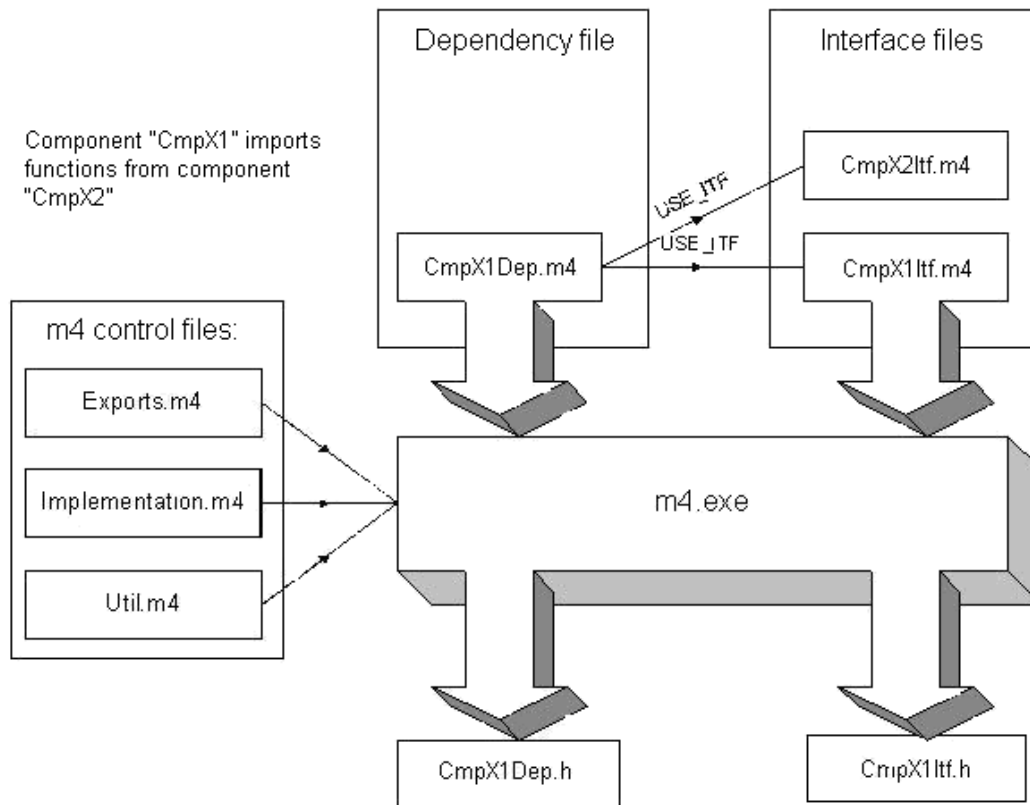 Dependency file
Interface files
Component "CmpX1" imports
functions from component
"CmpX2"
CmpX2Itf.m4
USE_ITF
USE_ITF
CmpX1Dep.m4
CmpX1Itf.m4
m4 control files:
Exports.m4
Implementation.m4
Util.m4
m4.exe
CmpX1Dep.h
CmpX1Itf.h